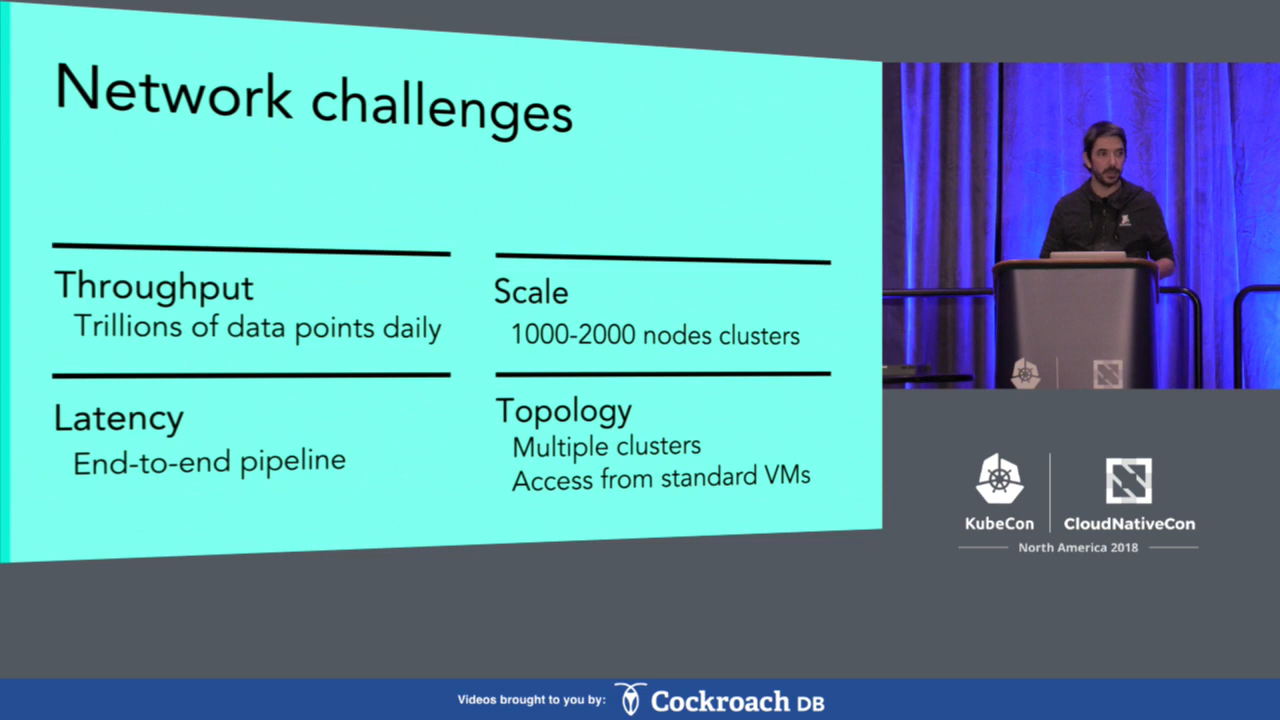 Network challenges
Throughput
Trillions of data points daily
Scale
1000-2000 nodes clusters
Latency
End-to-end pipeline
Topology
Multiple clusters
Access from standard VMs
KubeCon
CloudNativeCon
North America 2018
Videos brought to you by:
Cockroach DB